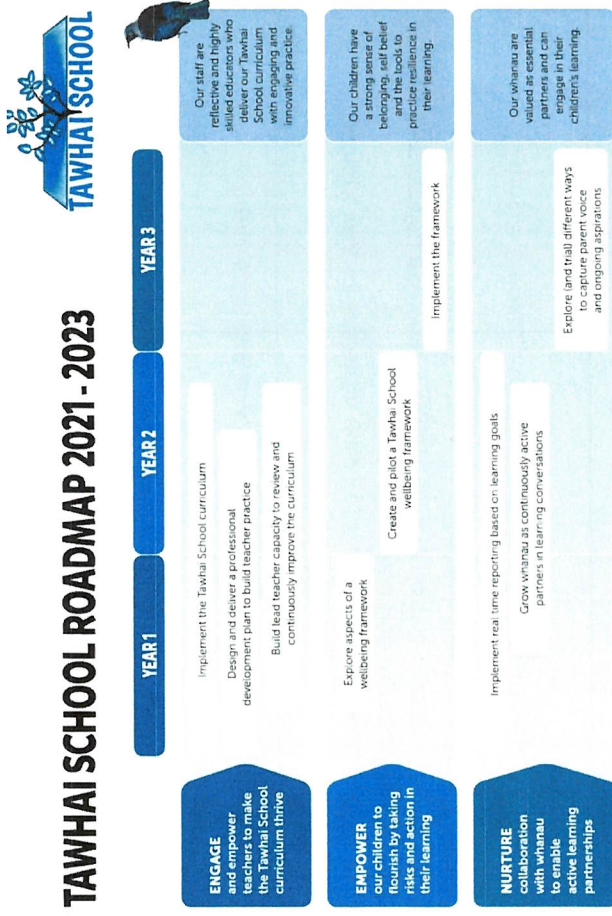 TAWHAI SCHOOL ROADMAP 2021 - 2023
TAWHAI SCHOOL
YEAR 1
YEAR 2
YEAR 3
ENGAGE
and empower
teachers to make
the Tawhai School
curriculum thrive
Implement the Tawhai School curriculum
Design and deliver a professional
development plan to build teacher practice
Build lead teacher capacity to review and
continuously improve the curriculum
Our staff are
reflective and highly
skilled educators who
deliver our Tawhai
School curriculum
with engaging and
innovative practice.
EMPOWER
our children to
flourish by taking
risks and action in
their learning
Explore aspects of a
wellbeing framework
Create and pilot a Tawhai School
wellbeing framework
Implement the framework
Our children have
a strong sense of
belonging, self belief
and the tools to
practice resilience in
their learning.
NURTURE
collaboration
with whanau
to enable
active learning
partnerships
Implement real time reporting based on learning goals
Grow whanau as continuously active
partners in learning conversations
Explore (and trial) different ways
to capture parent voice
and ongoing aspirations
Our whanau are
valued as essential
partners and can
engage in their
children's learning.